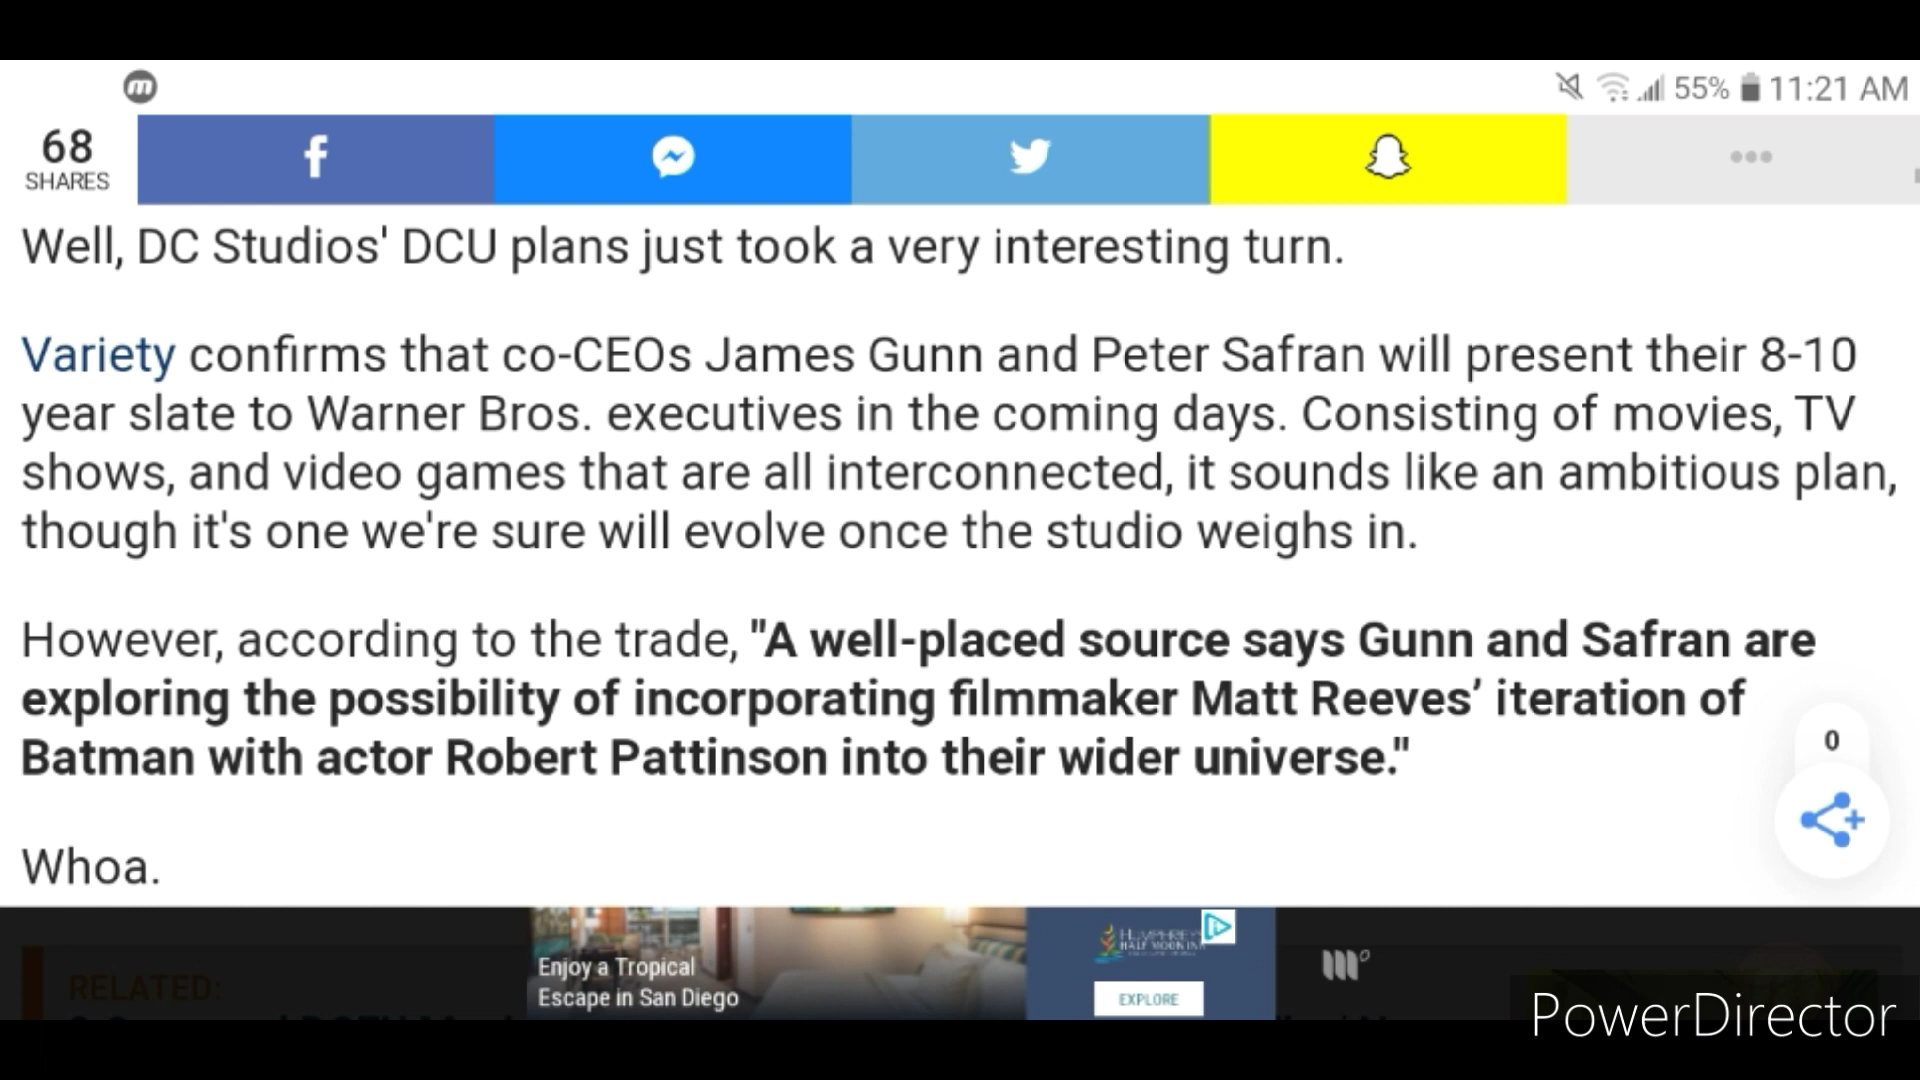 55% 11:21 AM
68
SHARES
Well, DC Studios' DCU plans just took a very interesting turn.
Variety confirms that co-CEOs James Gunn and Peter Safran will present their 8-10
year slate to Warner Bros. executives in the coming days. Consisting of movies, TV
shows, and video games that are all interconnected, it sounds like an ambitious plan,
though it's one we're sure will evolve once the studio weighs in.
However, according to the trade, "A well-placed source says Gunn and Safran are
exploring the possibility of incorporating filmmaker Matt Reeves’ iteration of
Batman with actor Robert Pattinson into their wider universe."
0
Whoa.
Enjoy a Tropical
Escape in San Diego
HUMPHREYS
HALF MOON INN
EXPLORE
RELATED:
PowerDirector